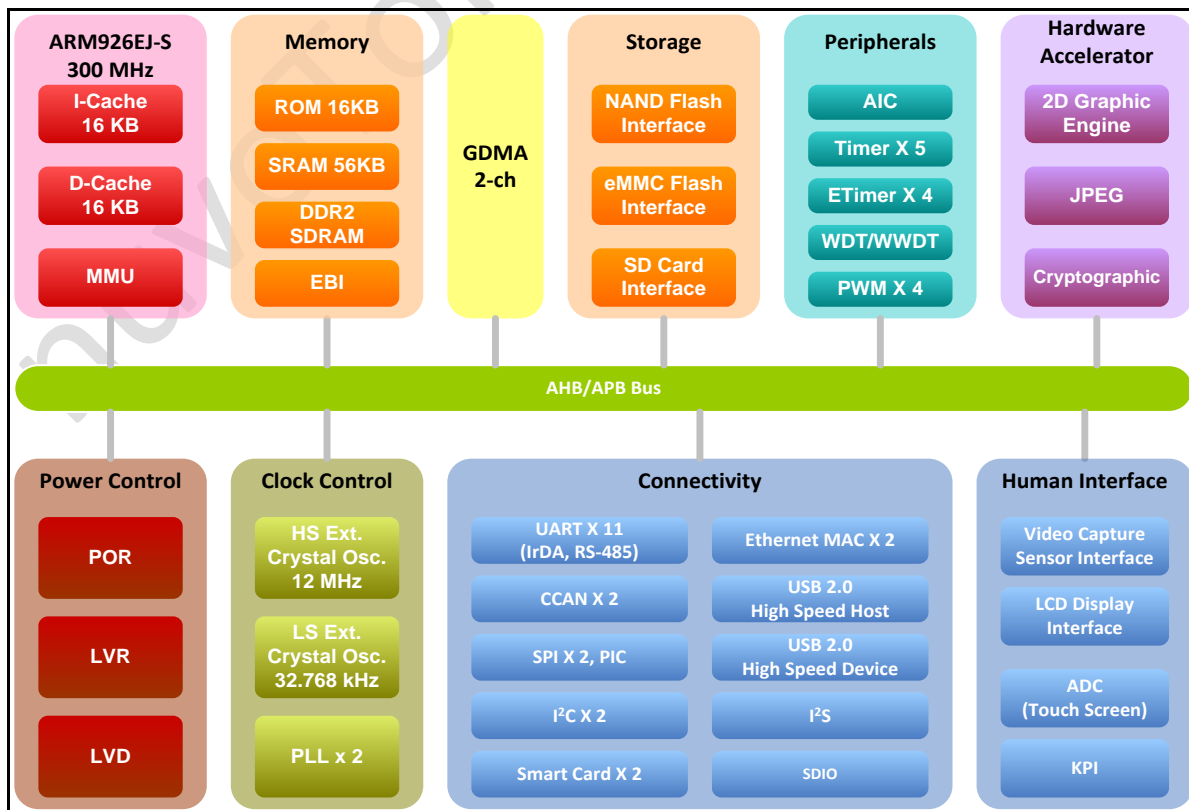 ARM926EJ-S
300 MHz
I-Cache
16 KB
D-Cache
16 KB
MMU
Memory
ROM 16KB
SRAM 56KB
DDR2
SDRAM
EBI
GDMA
2-ch
Storage
NAND Flash
Interface
eMMC Flash
Interface
SD Card
Interface
Peripherals
AIC
Timer X 5
ETimer X 4
WDT/WWDT
PWM X 4
Hardware
Accelerator
2D Graphic
Engine
JPEG
Cryptographic
AHB/APB Bus
Power Control
POR
LVR
LVD
Clock Control
HS Ext.
Crystal Osc.
12 MHz
LS Ext.
Crystal Osc.
32.768 kHz
PLL x 2
Connectivity
UART X 11
(IrDA, RS-485)
CCAN X 2
SPI X 2, PIC
I²C X 2
Smart Card X 2
Ethernet MAC X 2
USB 2.0
High Speed Host
USB 2.0
High Speed Device
I²S
SDIO
Human Interface
Video Capture
Sensor Interface
LCD Display
Interface
ADC
(Touch Screen)
KPI